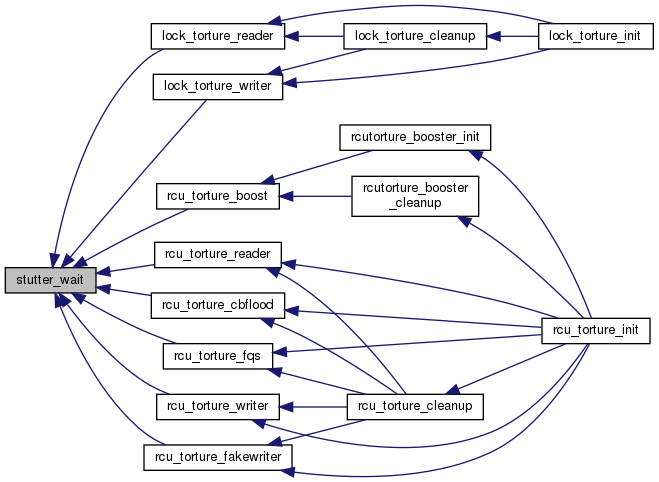 lock_torture_reader
lock_torture_cleanup
lock_torture_init
lock_torture_writer
rcutorture_booster_init
rcu_torture_boost
rcutorture_booster
_cleanup
rcu_torture_reader
stutter_wait
rcu_torture_cbflood
rcu_torture_init
rcu_torture_fqs
rcu_torture_writer
rcu_torture_cleanup
rcu_torture_fakewriter